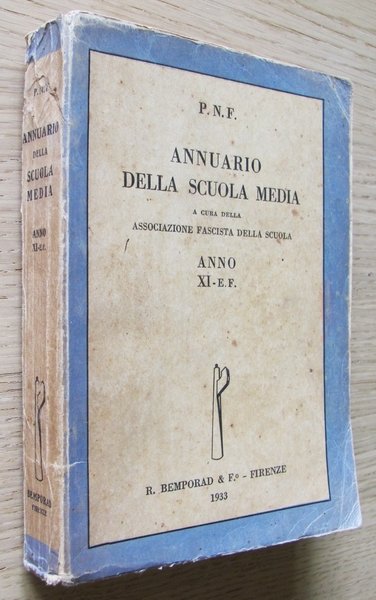 P.N.F.
ANNUARIO
DELLA
SCUOLA
MEDIA
ANNO
XI-E.F.
BEMPORAD
FIRENZE
P. N. F.
ANNUARIO
DELLA SCUOLA MEDIA
A CURA DELLA
ASSOCIAZIONE FASCISTA DELLA SCUOLA
ANNO
XI-E.F.
R. BEMPORAD & F.º - FIRENZE
1933